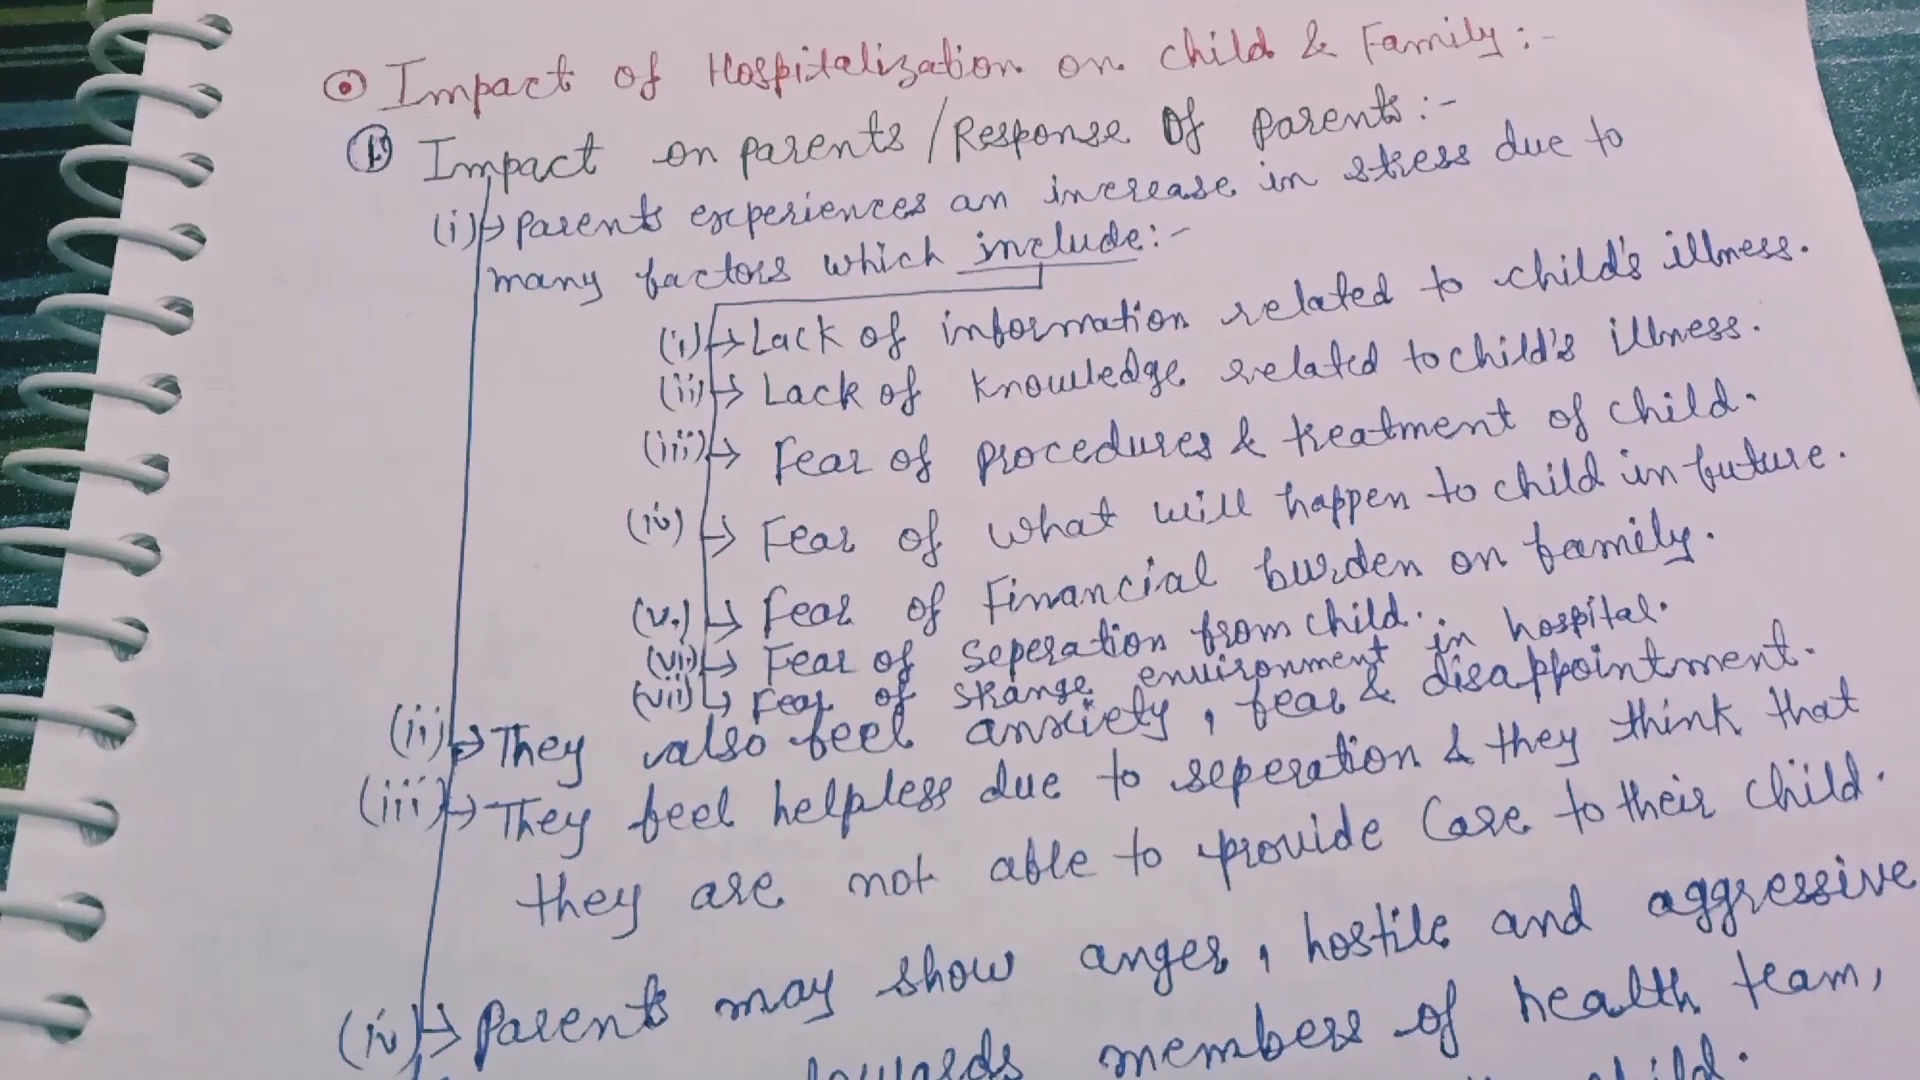 Impact of Hospitalization on child & Family:-
① Impact on parents / Response Of parents:-
(i) → Parents experiences an increase in stress due to
many factors which include:-
(i) → Lack of information related to child's illness.
(ii) → Lack of knowledge related to child's illness.
(iii) → Fear of procedures & treatment of child.
(iv) → Fear of what will happen to child in future.
(v.) → Fear of Financial burden on family.
(vi) → Fear of seperation from child.
(vii) → Fear of strange environment in hospital.
(ii) → They also feel anxiety, fear & disappointment.
(iii) → They feel helpless due to seperation & they think that
they are not able to provide Care to their child.
(iv) → Parents may show anger, hostile and aggressive
towards members of health team,
child.